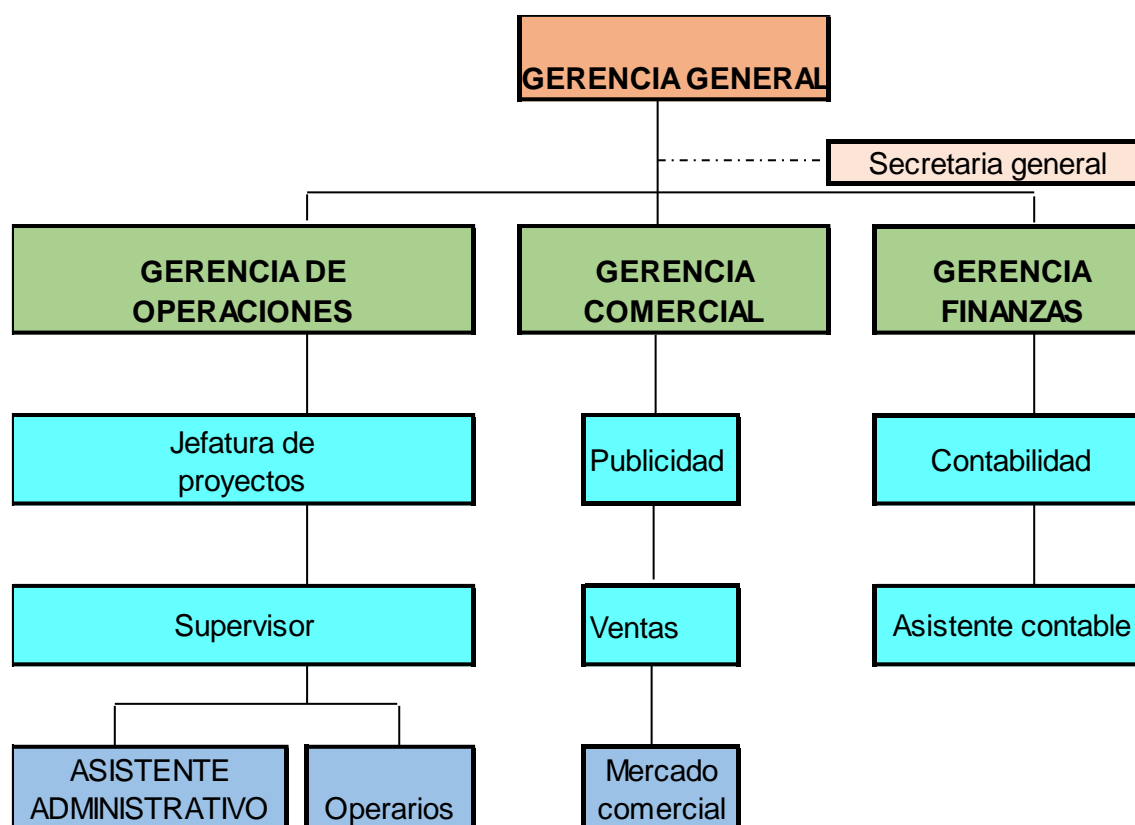 GERENCIA GENERAL
Secretaria general
GERENCIA DE
OPERACIONES
GERENCIA
COMERCIAL
GERENCIA
FINANZAS
Jefatura de
proyectos
Publicidad
Contabilidad
Supervisor
Ventas
Asistente contable
ASISTENTE
ADMINISTRATIVO
Operarios
Mercado
comercial